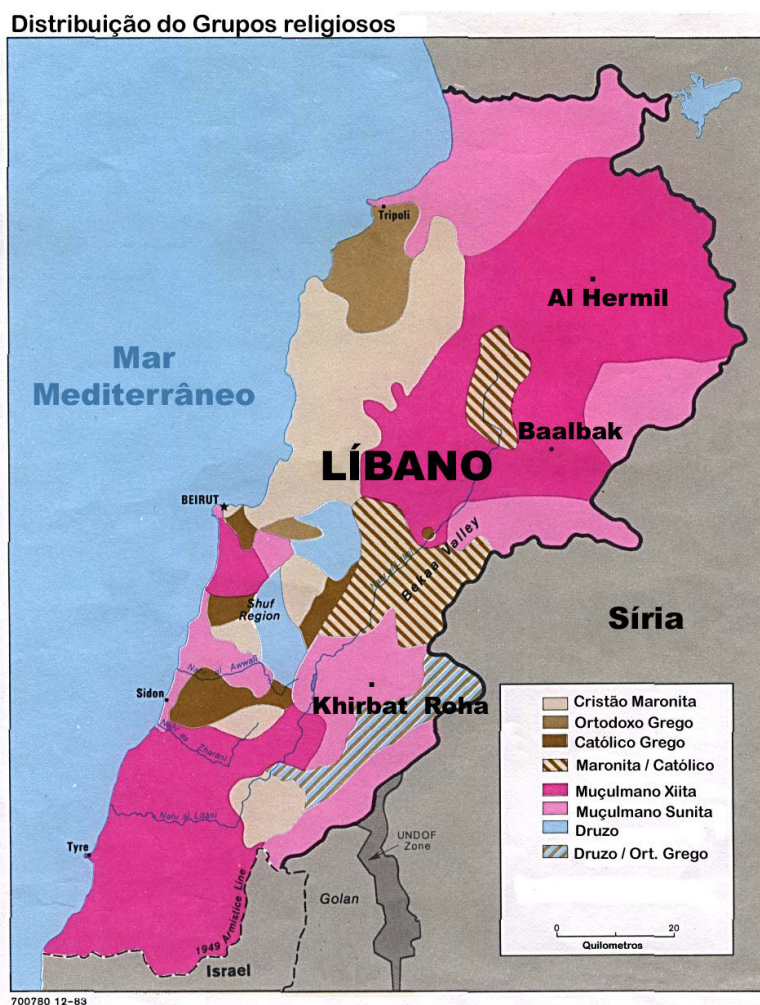 Distribuição do Grupos religiosos
Tripoli
Al Hermil
Mar
Mediterrâneo
Baalbak
LÍBANO
BEIRUT
Bekaa Valley
Shuf
Region
Síria
Nahr al Awwali
Sidon
Khirbat Roha
Nahr az Zahrani
Nahr al Litani
Tyre
UNDOF
Zone
Golan
1949 Armistice Line
Israel
Cristão Maronita
Ortodoxo Grego
Católico Grego
Maronita / Católico
Muçulmano Xiita
Muçulmano Sunita
Druzo
Druzo / Ort. Grego
0 20
Quilometros
700780 12-83